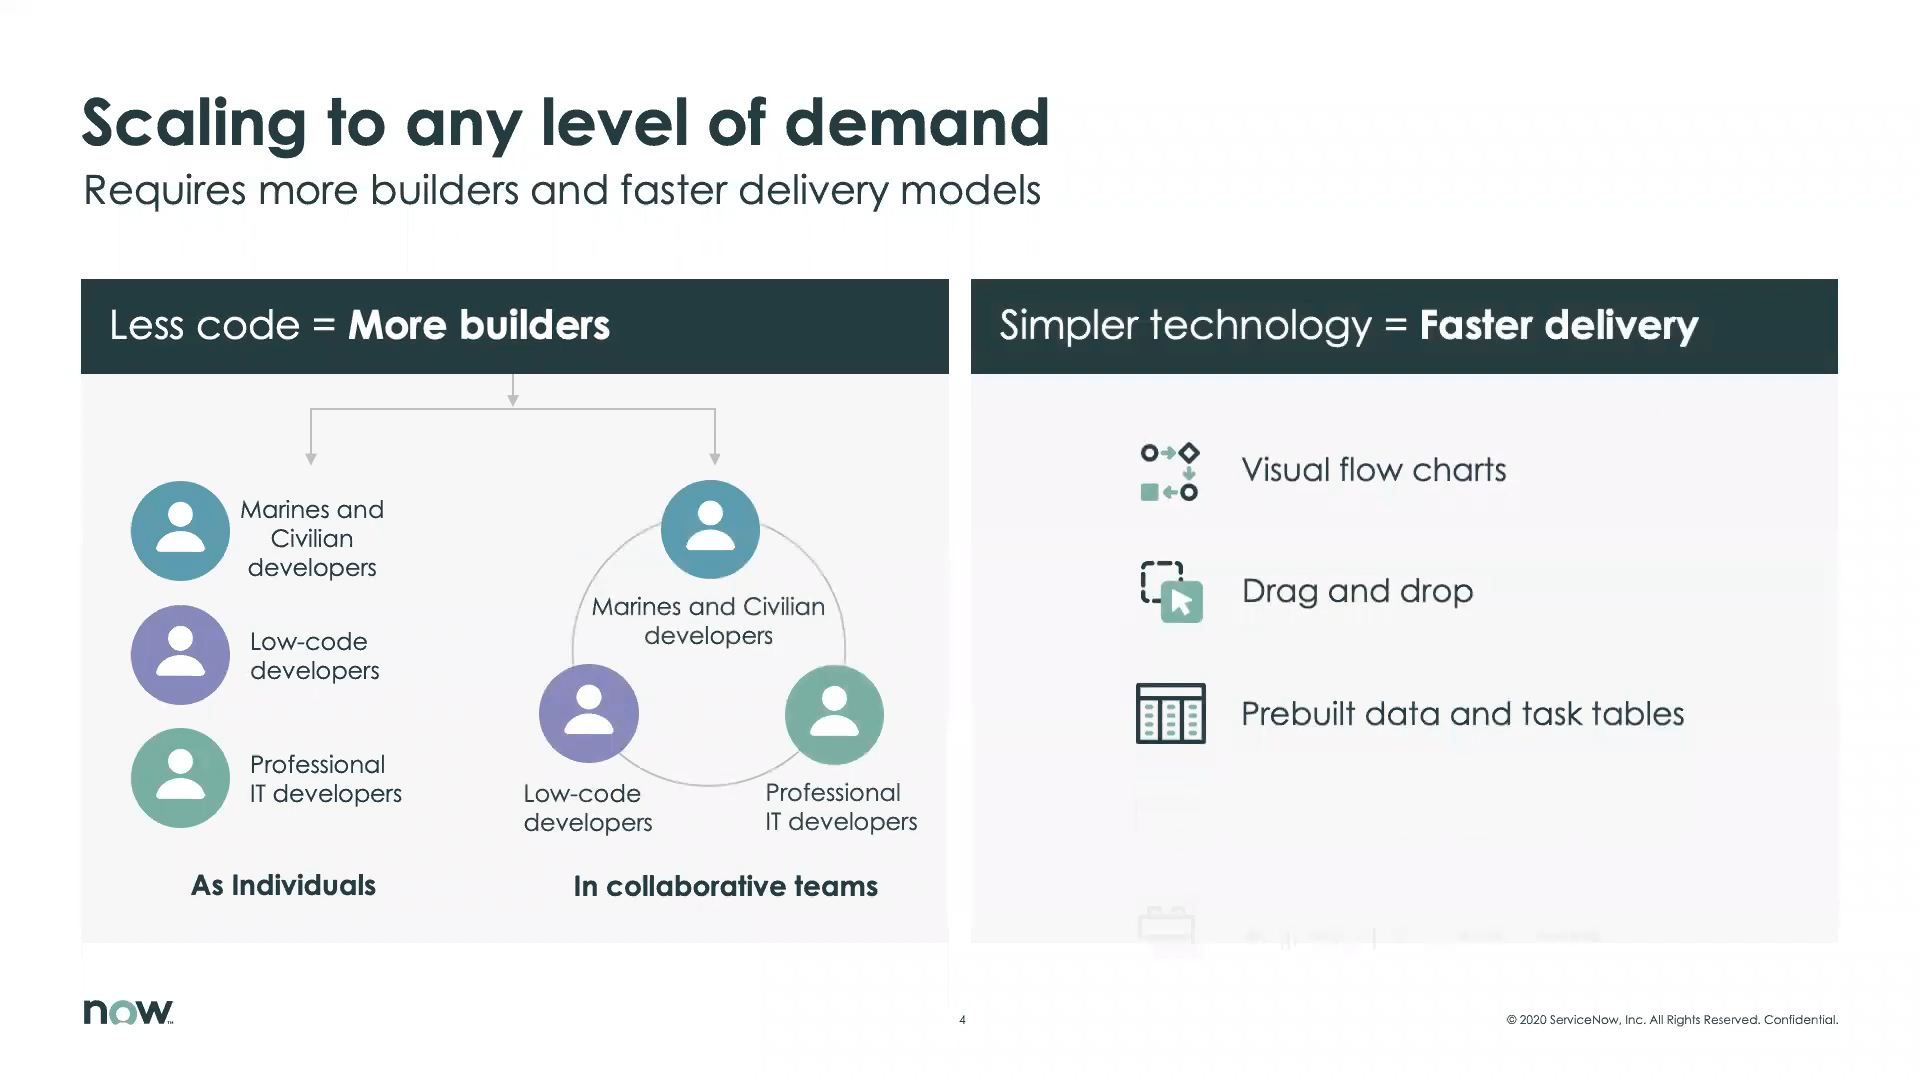 Scaling to any level of demand
Requires more builders and faster delivery models
Less code = More builders
Marines and
Civilian
developers
Low-code
developers
Professional
IT developers
As Individuals
Marines and Civilian
developers
Low-code
developers
Professional
IT developers
In collaborative teams
Simpler technology = Faster delivery
Visual flow charts
Drag and drop
Prebuilt data and task tables
now™
4
© 2020 ServiceNow, Inc. All Rights Reserved. Confidential.